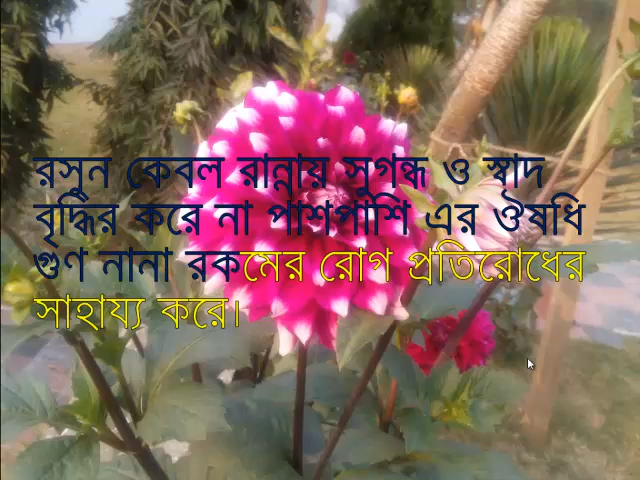 রসুন কেবল রান্নায় সুগন্ধ ও স্বাদ
বৃদ্ধির করে না পাশপাশি এর ঔষধি
গুণ নানা রকমের রোগ প্রতিরোধের
সাহায্য করে।